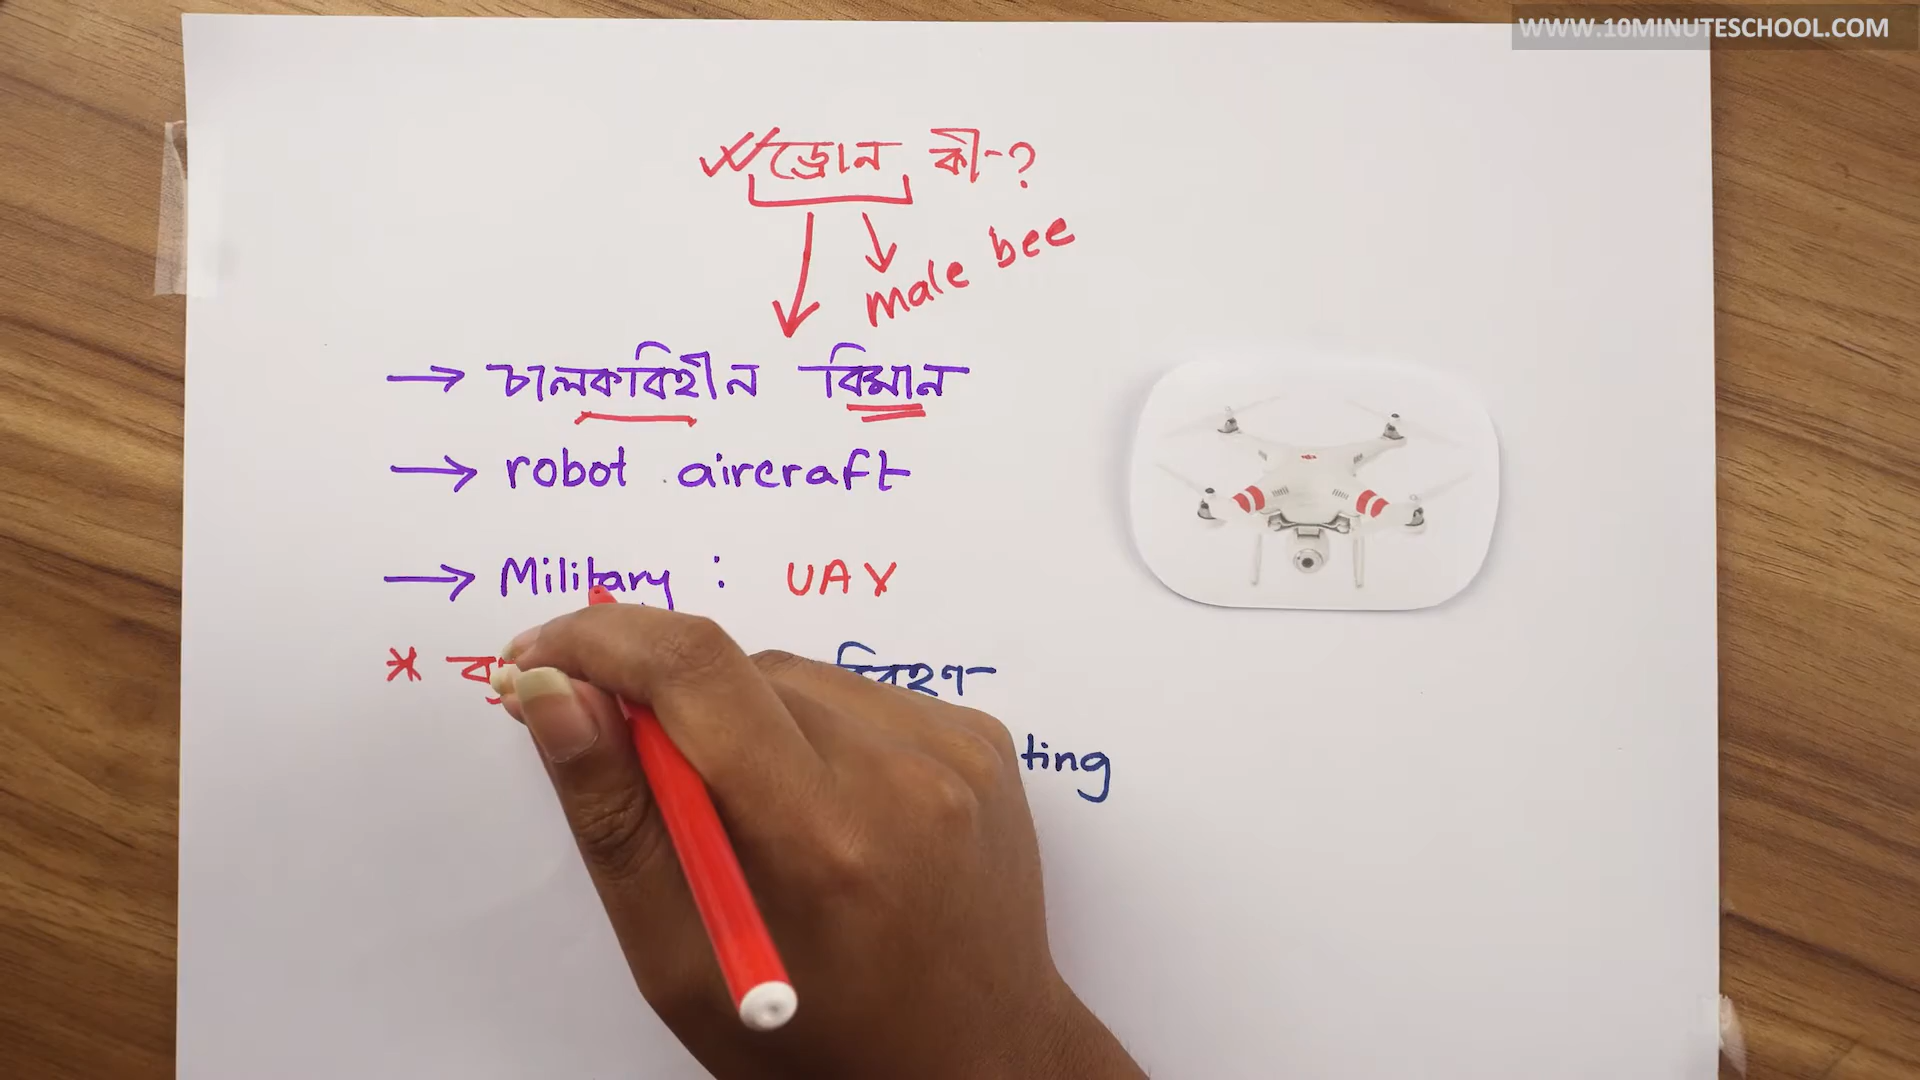 WWW.10MINUTESCHOOL.COM
ড্রোন কী-?
male bee
→ চালকবিহীন বিমান
→ robot aircraft
→ Military : UAV
*
ting